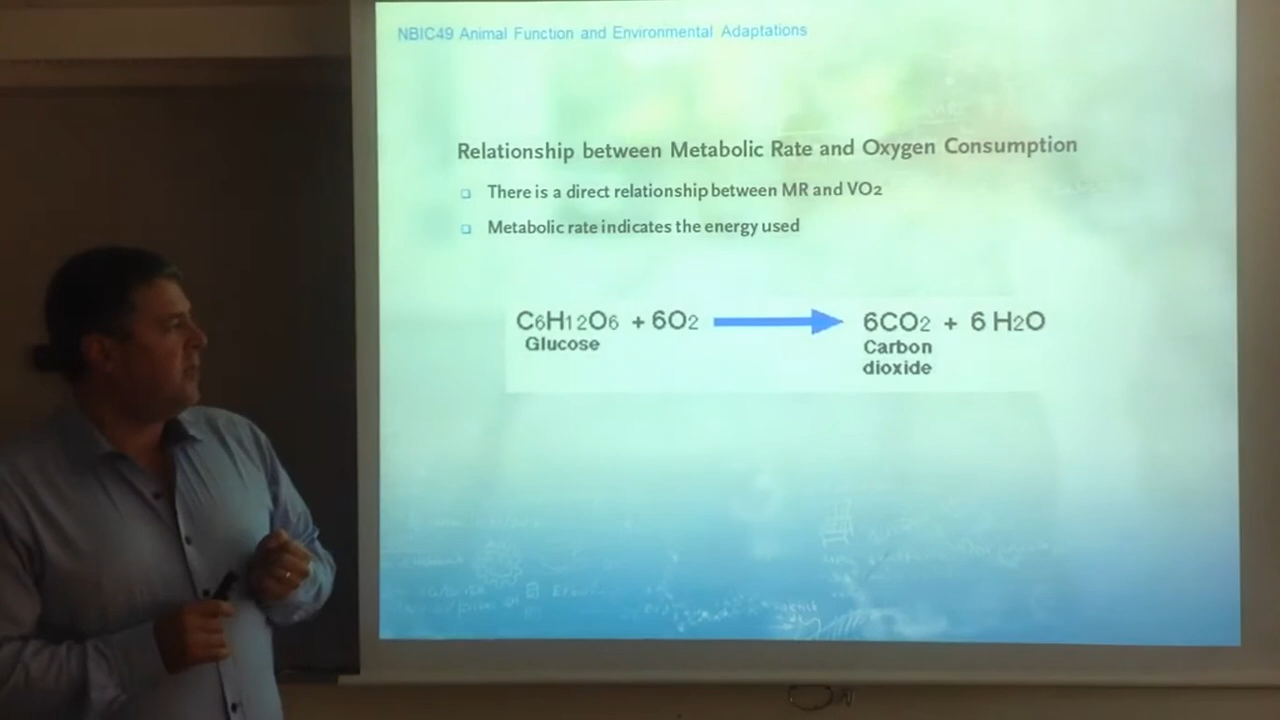 NBIC49 Animal Function and Environmental Adaptations
Relationship between Metabolic Rate and Oxygen Consumption
There is a direct relationship between MR and VO2
Metabolic rate indicates the energy used
C6H12O6 + 6O2 6CO2 + 6 H2O
Glucose Carbon
dioxide